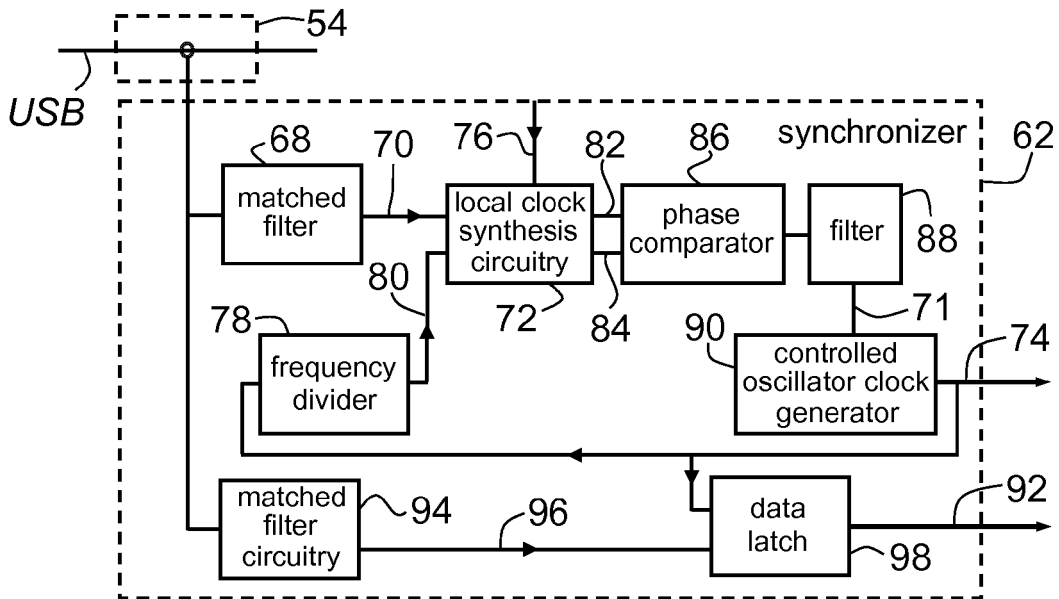 54
USB
synchronizer
62
68
70
76
82
86
matched
filter
local clock
synthesis
circuitry
phase
comparator
filter
88
80
72
84
71
78
90
74
frequency
divider
controlled
oscillator clock
generator
matched
filter
circuitry
94
96
data
latch
92
98